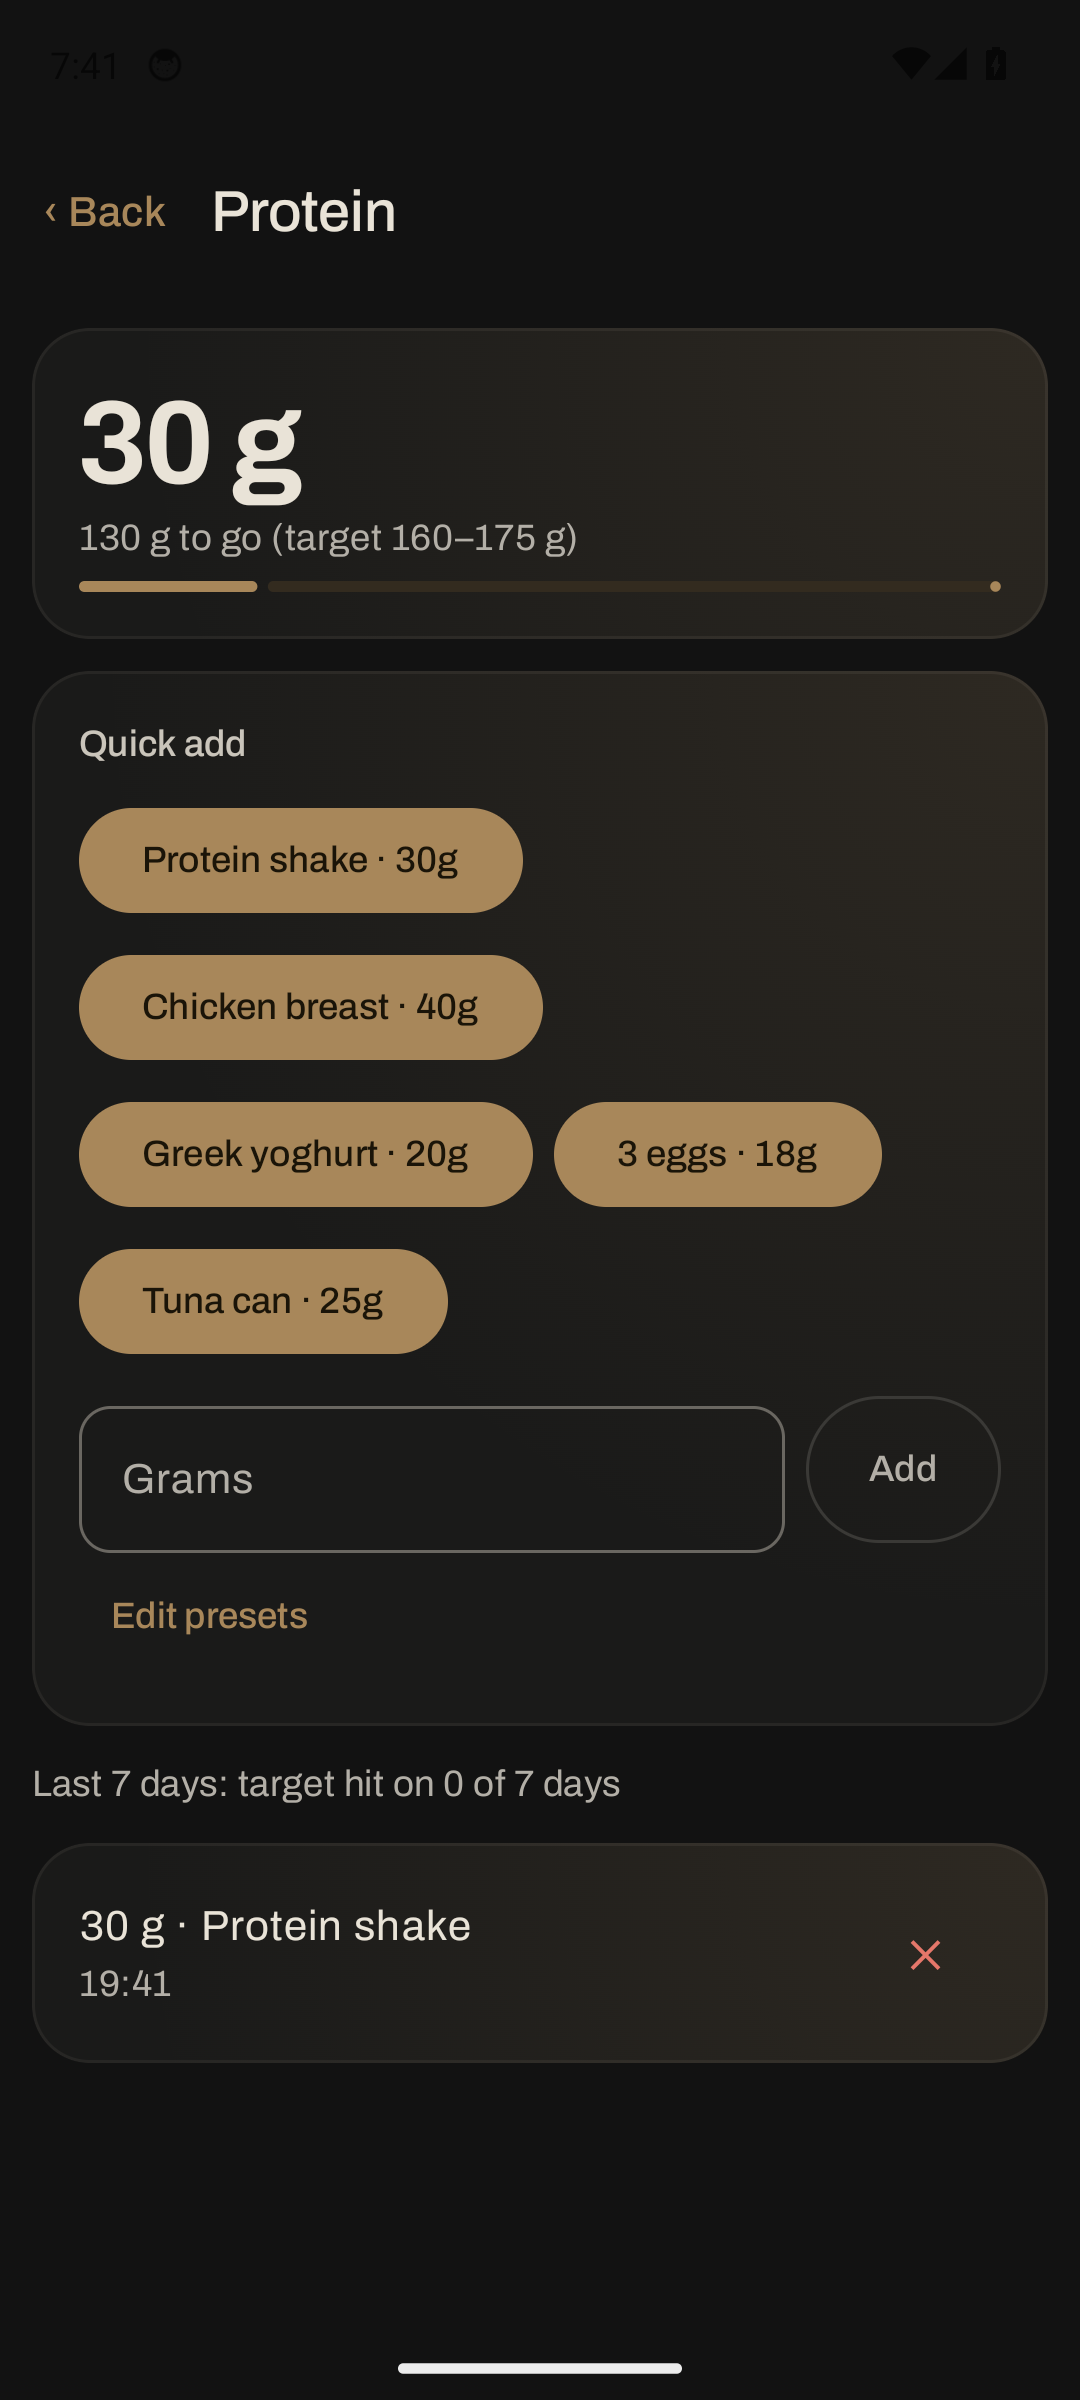 7:41
‹ Back Protein
30 g
130 g to go (target 160–175 g)
Quick add
Protein shake · 30g
Chicken breast · 40g
Greek yoghurt · 20g 3 eggs · 18g
Tuna can · 25g
Grams Add
Edit presets
Last 7 days: target hit on 0 of 7 days
30 g · Protein shake
19:41